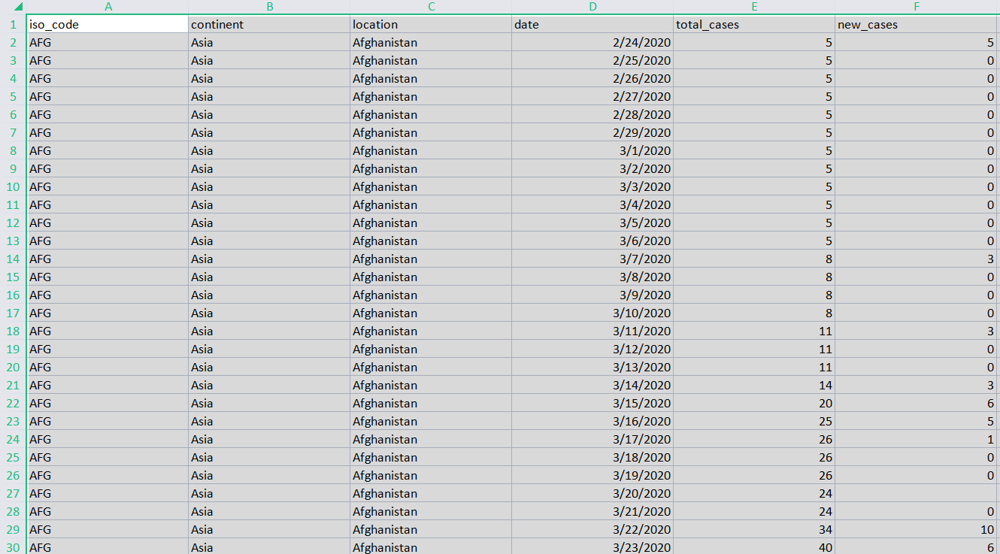 A B C D E F
1 iso_code continent location date total_cases new_cases
2 AFG Asia Afghanistan 2/24/2020 5 5
3 AFG Asia Afghanistan 2/25/2020 5 0
4 AFG Asia Afghanistan 2/26/2020 5 0
5 AFG Asia Afghanistan 2/27/2020 5 0
6 AFG Asia Afghanistan 2/28/2020 5 0
7 AFG Asia Afghanistan 2/29/2020 5 0
8 AFG Asia Afghanistan 3/1/2020 5 0
9 AFG Asia Afghanistan 3/2/2020 5 0
10 AFG Asia Afghanistan 3/3/2020 5 0
11 AFG Asia Afghanistan 3/4/2020 5 0
12 AFG Asia Afghanistan 3/5/2020 5 0
13 AFG Asia Afghanistan 3/6/2020 5 0
14 AFG Asia Afghanistan 3/7/2020 8 3
15 AFG Asia Afghanistan 3/8/2020 8 0
16 AFG Asia Afghanistan 3/9/2020 8 0
17 AFG Asia Afghanistan 3/10/2020 8 0
18 AFG Asia Afghanistan 3/11/2020 11 3
19 AFG Asia Afghanistan 3/12/2020 11 0
20 AFG Asia Afghanistan 3/13/2020 11 0
21 AFG Asia Afghanistan 3/14/2020 14 3
22 AFG Asia Afghanistan 3/15/2020 20 6
23 AFG Asia Afghanistan 3/16/2020 25 5
24 AFG Asia Afghanistan 3/17/2020 26 1
25 AFG Asia Afghanistan 3/18/2020 26 0
26 AFG Asia Afghanistan 3/19/2020 26 0
27 AFG Asia Afghanistan 3/20/2020 24
28 AFG Asia Afghanistan 3/21/2020 24 0
29 AFG Asia Afghanistan 3/22/2020 34 10
30 AFG Asia Afghanistan 3/23/2020 40 6